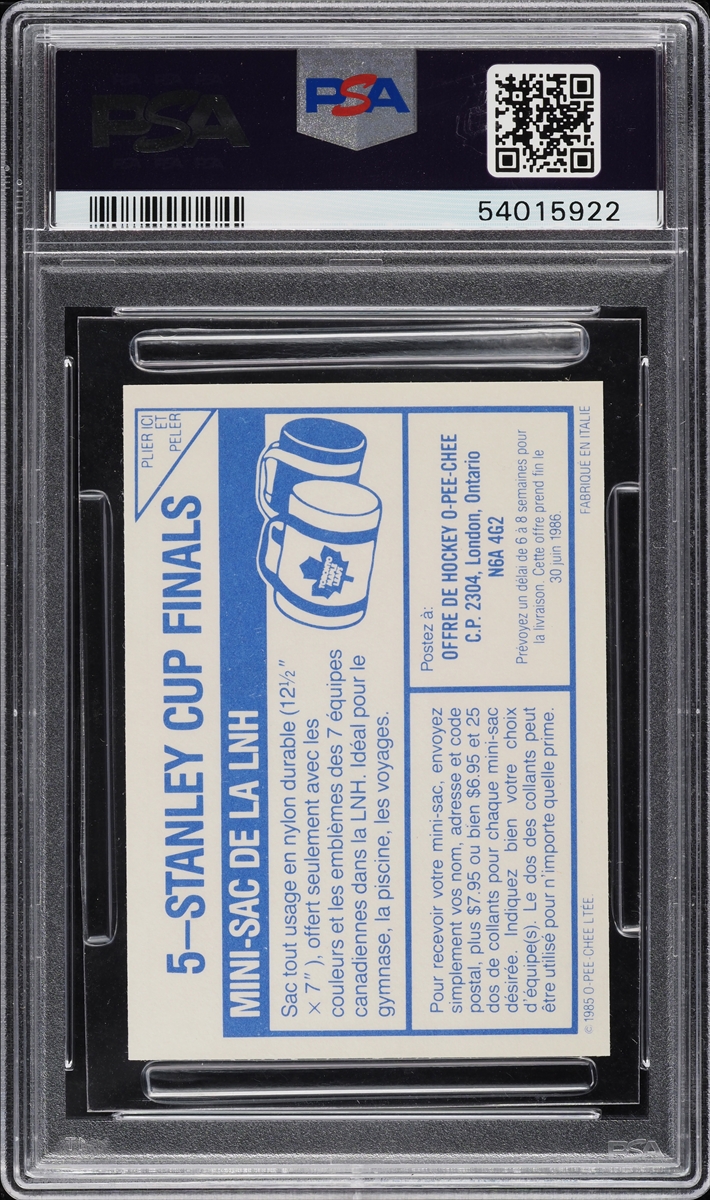 PSA
PSA
54015922
5–STANLEY CUP FINALS
PLIER ICI
ET
PELER
MINI-SAC DE LA LNH
Sac tout usage en nylon durable (12½"
× 7"), offert seulement avec les
couleurs et les emblèmes des 7 équipes
canadiennes dans la LNH. Idéal pour le
gymnase, la piscine, les voyages.
TORONTO
MAPLE
LEAFS
Pour recevoir votre mini-sac, envoyez
simplement vos nom, adresse et code
postal, plus $7.95 ou bien $6.95 et 25
dos de collants pour chaque mini-sac
désirée. Indiquez bien votre choix
d'équipe(s). Le dos des collants peut
être utilisé pour n'importe quelle prime.
Postez à:
OFFRE DE HOCKEY O-PEE-CHEE
C.P. 2304, London, Ontario
N6A 4G2
Prévoyez un délai de 6 à 8 semaines pour
la livraison. Cette offre prend fin le
30 juin 1986.
© 1985 O-PEE-CHEE LTÉE.
FABRIQUÉ EN ITALIE
PSA